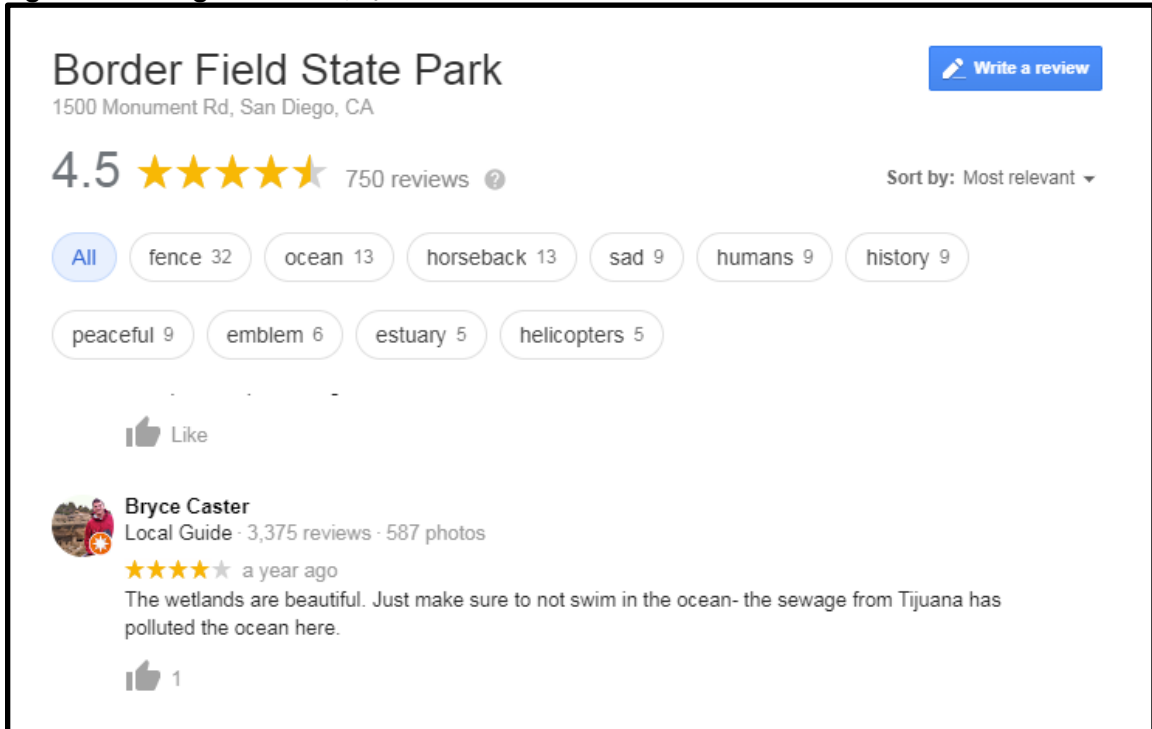 Border Field State Park
Write a review
1500 Monument Rd, San Diego, CA
4.5 750 reviews ?
Sort by: Most relevant
All fence 32 ocean 13 horseback 13 sad 9 humans 9 history 9
peaceful 9 emblem 6 estuary 5 helicopters 5
Like
Bryce Caster
Local Guide · 3,375 reviews · 587 photos
a year ago
The wetlands are beautiful. Just make sure to not swim in the ocean- the sewage from Tijuana has
polluted the ocean here.
1